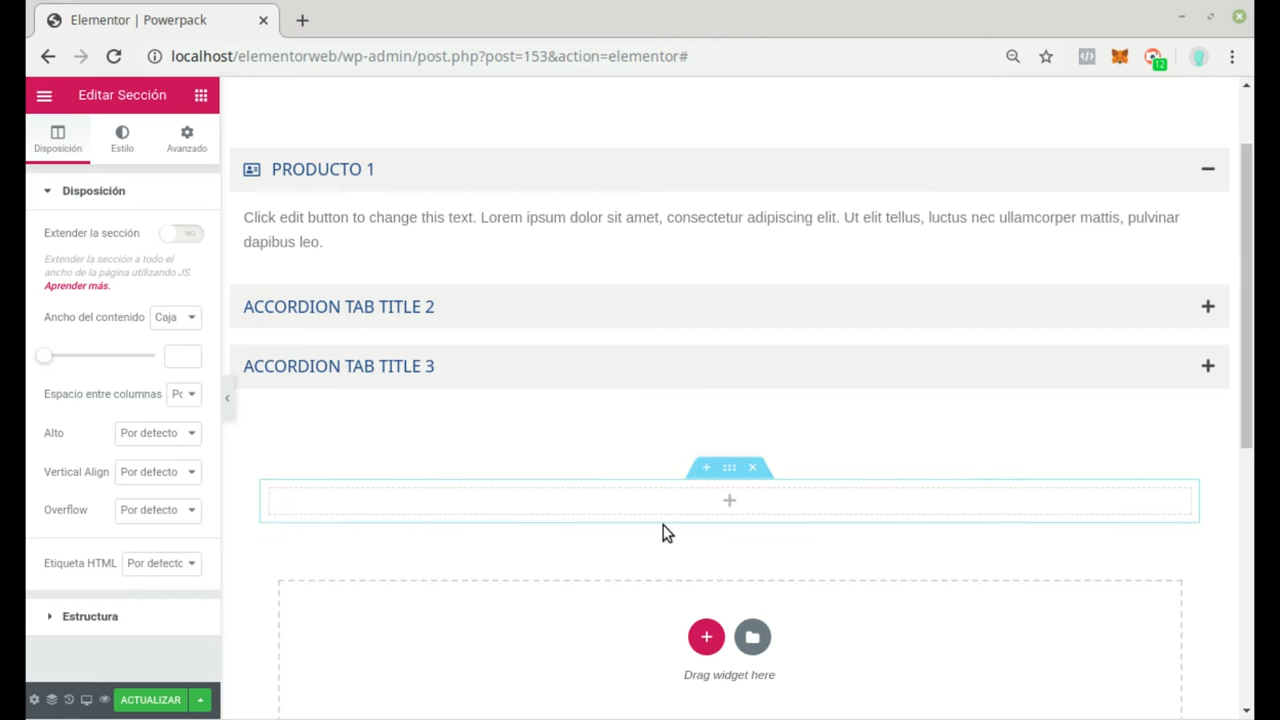 Elementor | Powerpack
localhost/elementorweb/wp-admin/post.php?post=153&action=elementor#
12
Editar Sección
Disposición
Estilo
Avanzado
Disposición
Extender la sección
NO
Extender la sección a todo el
ancho de la página utilizando JS.
Aprender más.
Ancho del contenido
Caja
Espacio entre columnas
Po
Alto
Por defecto
Vertical Align
Por defecto
Overflow
Por defecto
Etiqueta HTML
Por defecto
Estructura
ACTUALIZAR
PRODUCTO 1
Click edit button to change this text. Lorem ipsum dolor sit amet, consectetur adipiscing elit. Ut elit tellus, luctus nec ullamcorper mattis, pulvinar
dapibus leo.
ACCORDION TAB TITLE 2
ACCORDION TAB TITLE 3
Drag widget here